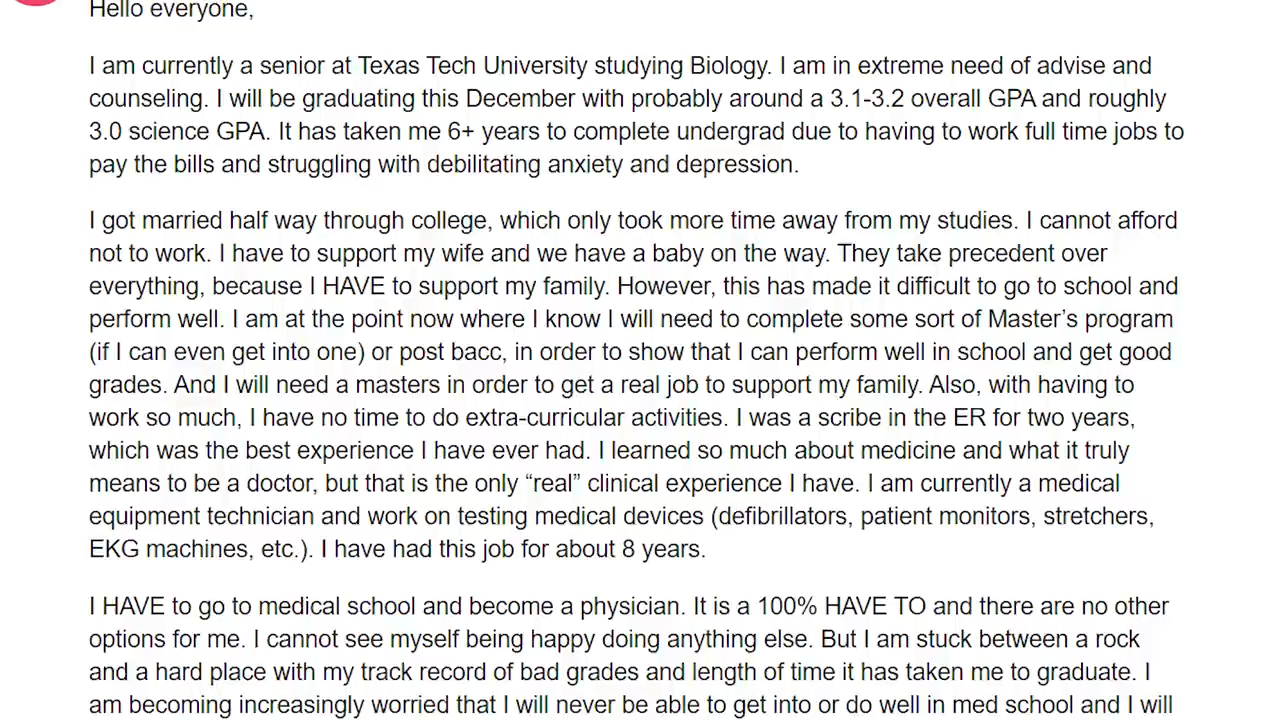 Hello everyone,
I am currently a senior at Texas Tech University studying Biology. I am in extreme need of advise and
counseling. I will be graduating this December with probably around a 3.1-3.2 overall GPA and roughly
3.0 science GPA. It has taken me 6+ years to complete undergrad due to having to work full time jobs to
pay the bills and struggling with debilitating anxiety and depression.
I got married half way through college, which only took more time away from my studies. I cannot afford
not to work. I have to support my wife and we have a baby on the way. They take precedent over
everything, because I HAVE to support my family. However, this has made it difficult to go to school and
perform well. I am at the point now where I know I will need to complete some sort of Master's program
(if I can even get into one) or post bacc, in order to show that I can perform well in school and get good
grades. And I will need a masters in order to get a real job to support my family. Also, with having to
work so much, I have no time to do extra-curricular activities. I was a scribe in the ER for two years,
which was the best experience I have ever had. I learned so much about medicine and what it truly
means to be a doctor, but that is the only “real” clinical experience I have. I am currently a medical
equipment technician and work on testing medical devices (defibrillators, patient monitors, stretchers,
EKG machines, etc.). I have had this job for about 8 years.
I HAVE to go to medical school and become a physician. It is a 100% HAVE TO and there are no other
options for me. I cannot see myself being happy doing anything else. But I am stuck between a rock
and a hard place with my track record of bad grades and length of time it has taken me to graduate. I
am becoming increasingly worried that I will never be able to get into or do well in med school and I will